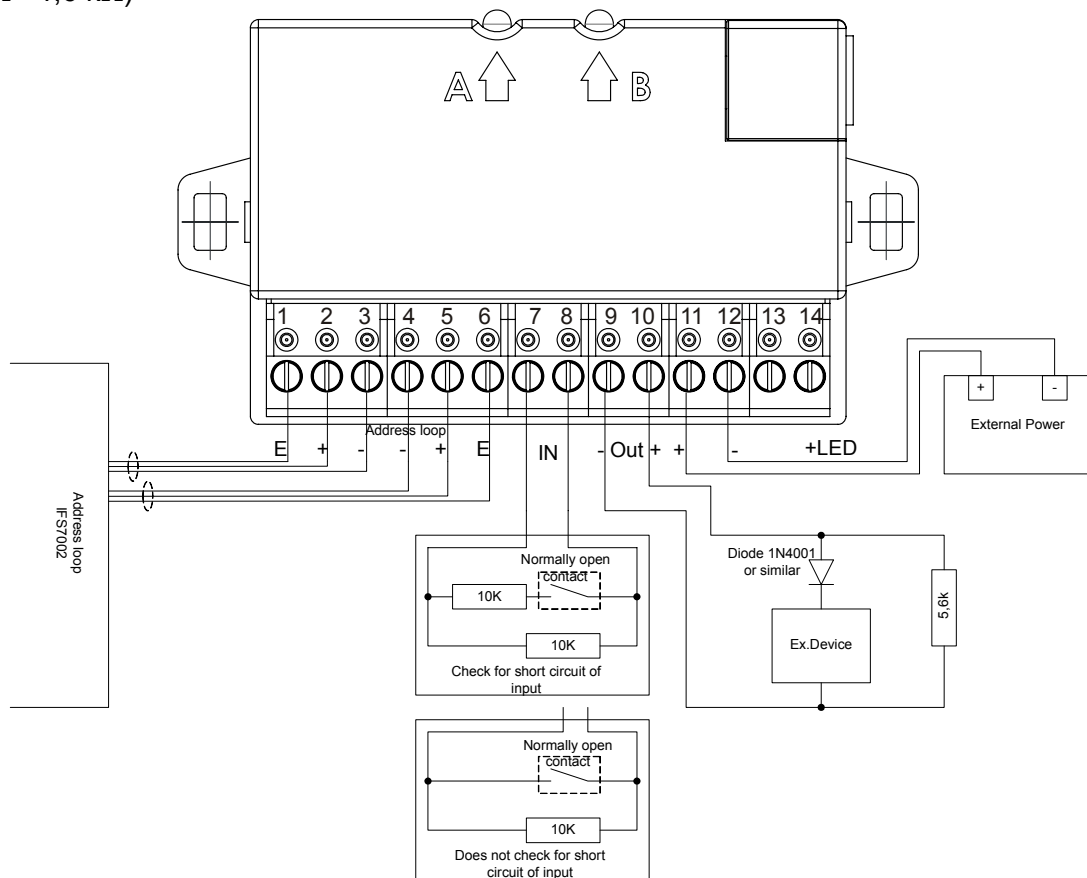 A B
1 2 3 4 5 6 7 8 9 10 11 12 13 14
+ -
External Power
Address loop
E + - - + E IN - Out + + - +LED
Address loop
IFS7002
Normally open
contact
10K
10K
Check for short circuit of
input
Diode 1N4001
or similar
Ex.Device
5,6k
Normally open
contact
10K
Does not check for short
circuit of input